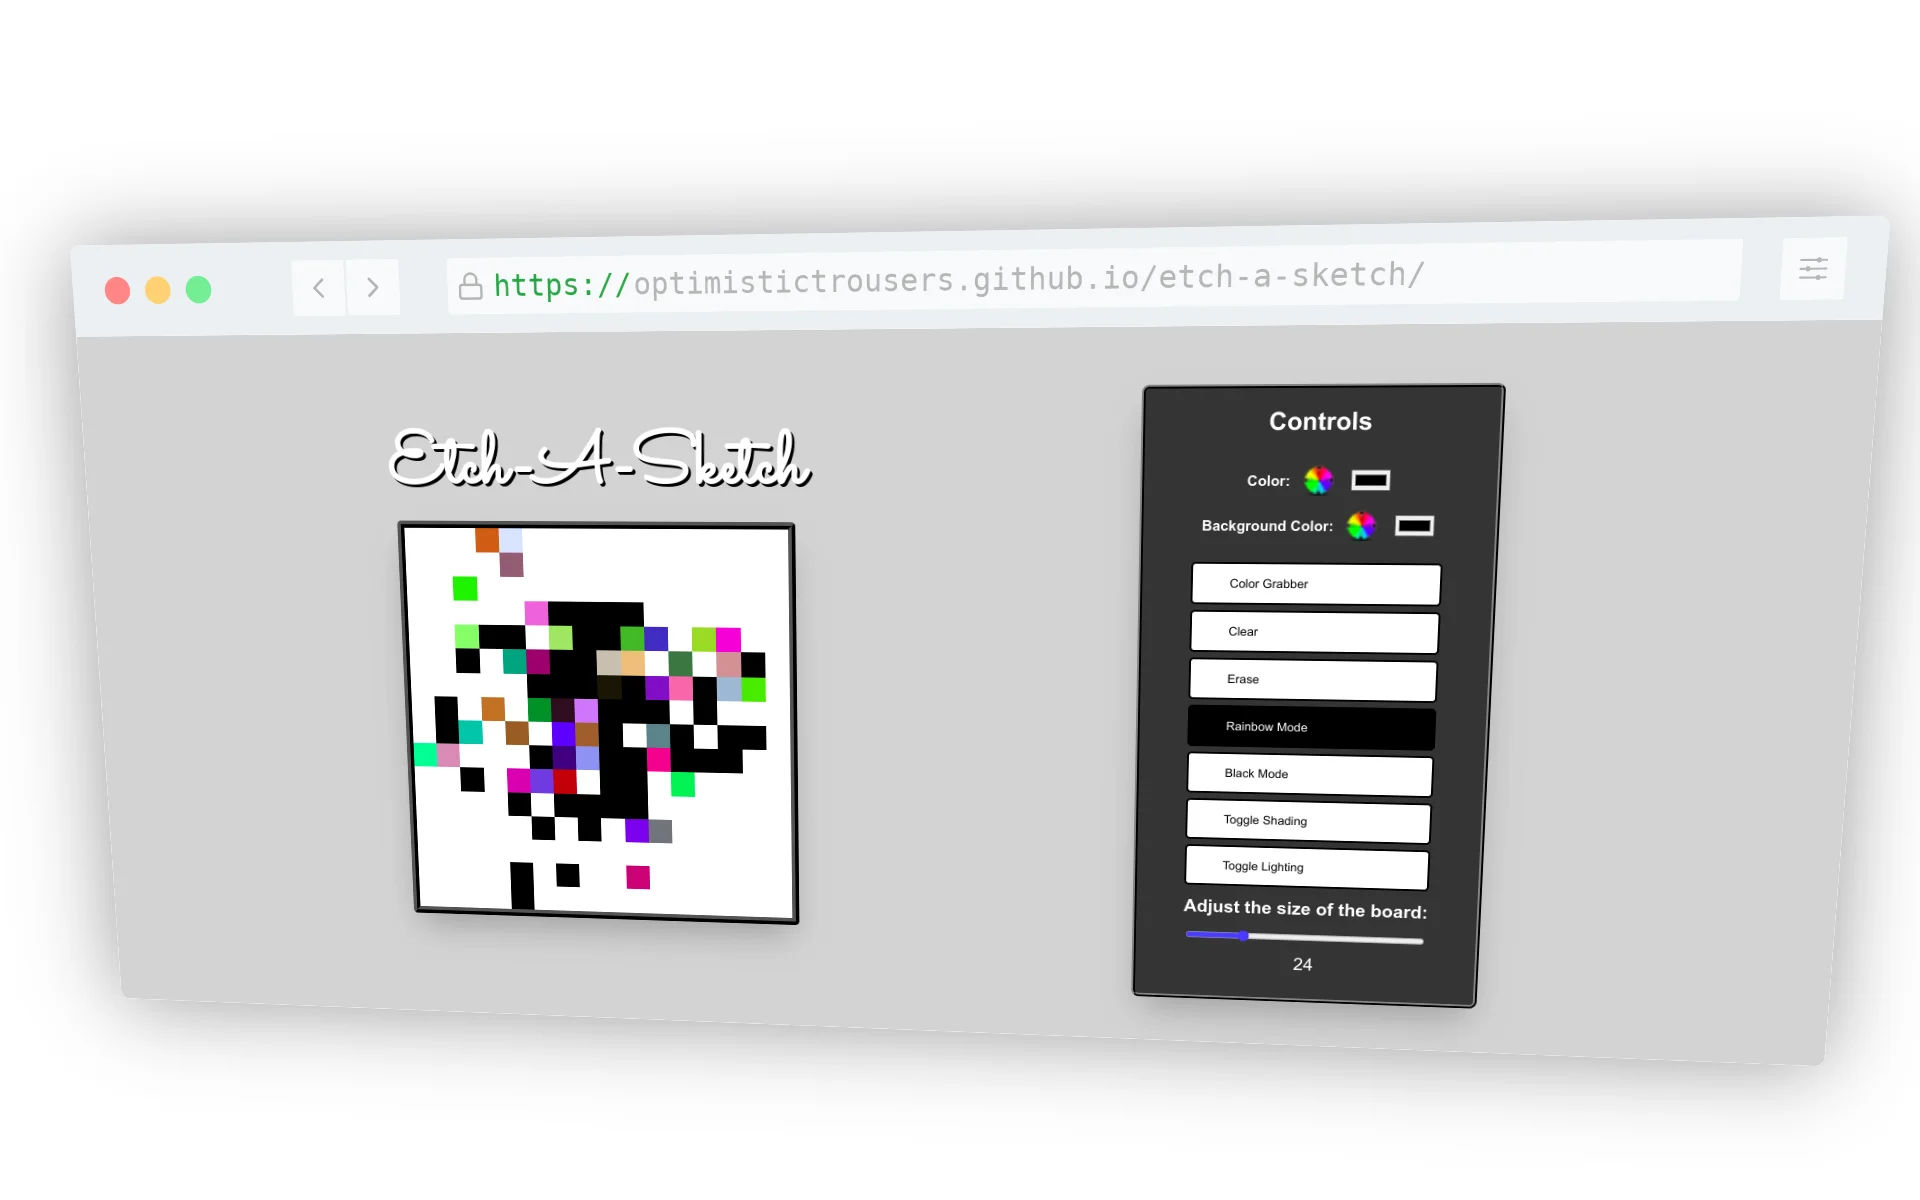 https://optimistictrousers.github.io/etch-a-sketch/
Etch-A-Sketch
Controls
Color:
Background Color:
Color Grabber
Clear
Erase
Rainbow Mode
Black Mode
Toggle Shading
Toggle Lighting
Adjust the size of the board:
24